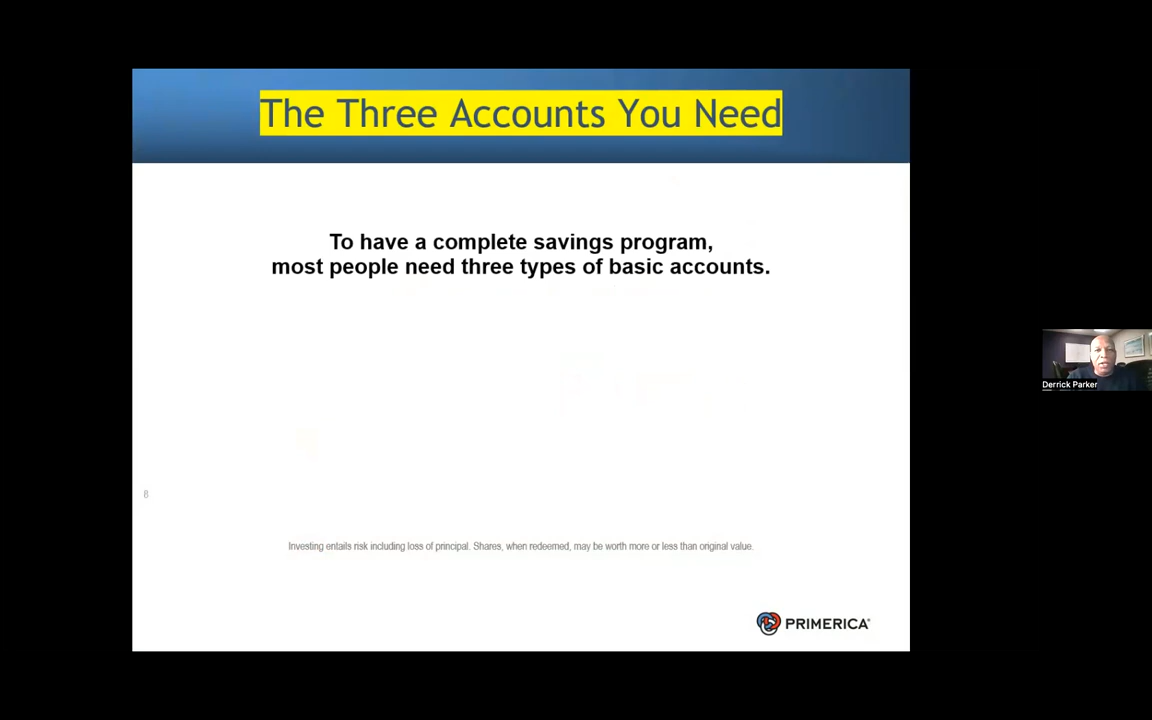 The Three Accounts You Need
To have a complete savings program,
most people need three types of basic accounts.
Derrick Parker
8
Investing entails risk including loss of principal. Shares, when redeemed, may be worth more or less than original value.
PRIMERICA®